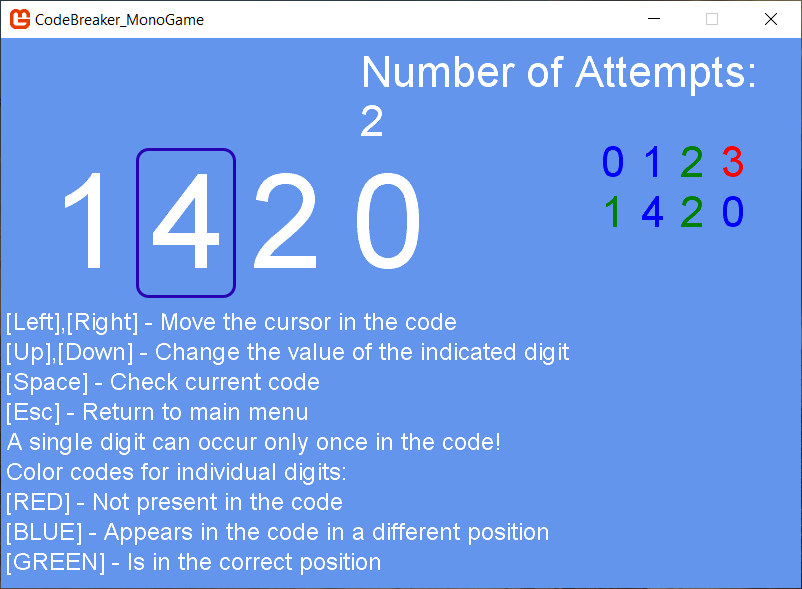 CodeBreaker_MonoGame
Number of Attempts:
2
0 1 2 3
1 4 2 0
1 4 2 0
[Left],[Right] - Move the cursor in the code
[Up],[Down] - Change the value of the indicated digit
[Space] - Check current code
[Esc] - Return to main menu
A single digit can occur only once in the code!
Color codes for individual digits:
[RED] - Not present in the code
[BLUE] - Appears in the code in a different position
[GREEN] - Is in the correct position